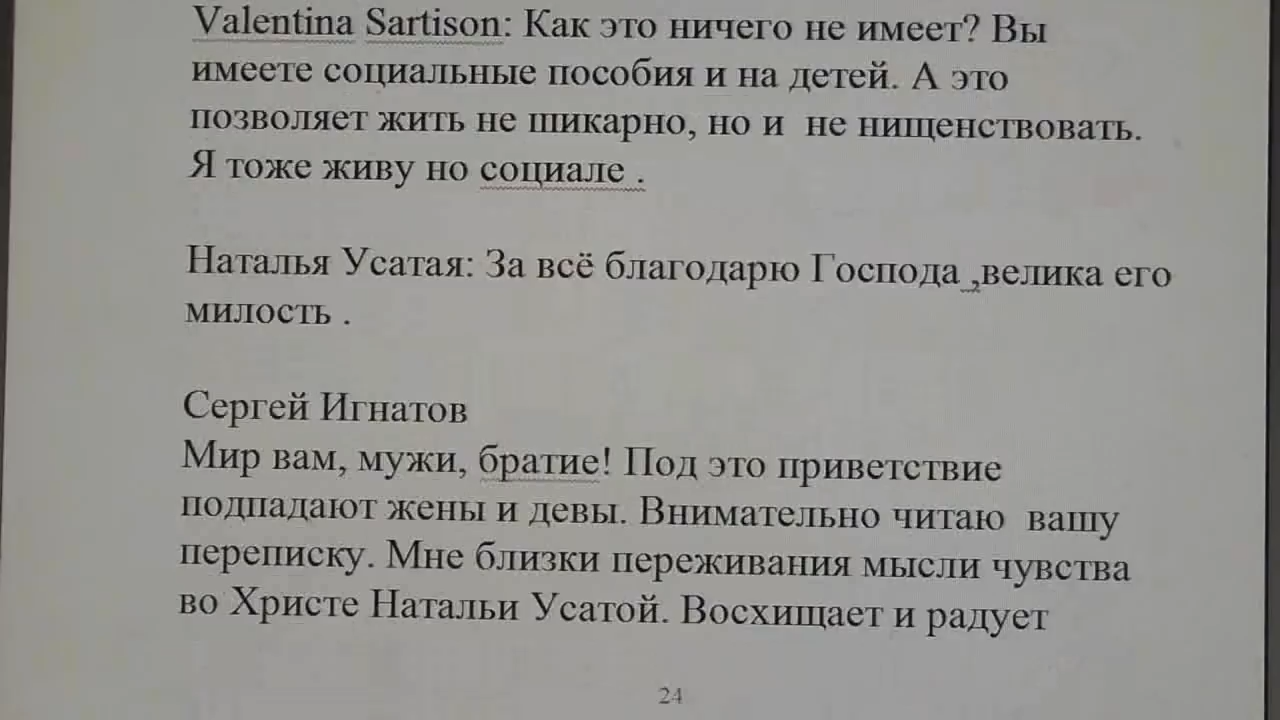 Valentina Sartison: Как это ничего не имеет? Вы
имеете социальные пособия и на детей. А это
позволяет жить не шикарно, но и не нищенствовать.
Я тоже живу но социале .
Наталья Усатая: За всё благодарю Господа ,велика его
милость .
Сергей Игнатов
Мир вам, мужи, братие! Под это приветствие
подпадают жены и девы. Внимательно читаю вашу
переписку. Мне близки переживания мысли чувства
во Христе Натальи Усатой. Восхищает и радует
24